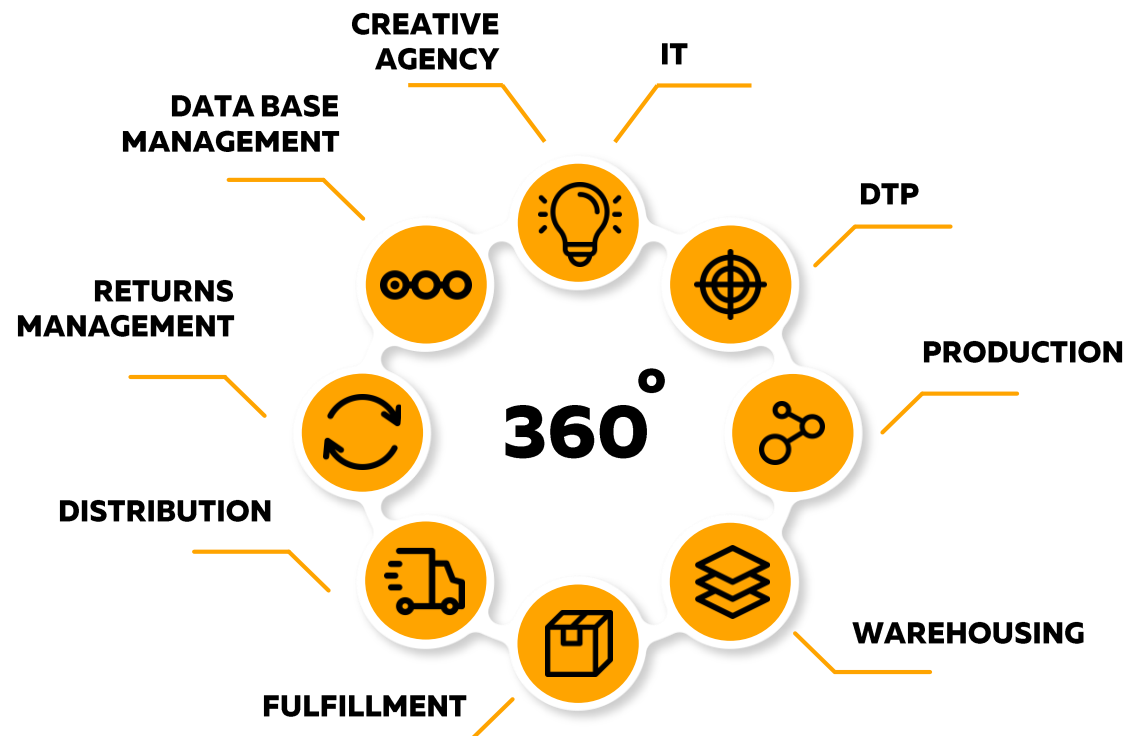 CREATIVE
AGENCY
IT
DATA BASE
MANAGEMENT
DTP
RETURNS
MANAGEMENT
PRODUCTION
360°
DISTRIBUTION
WAREHOUSING
FULFILLMENT